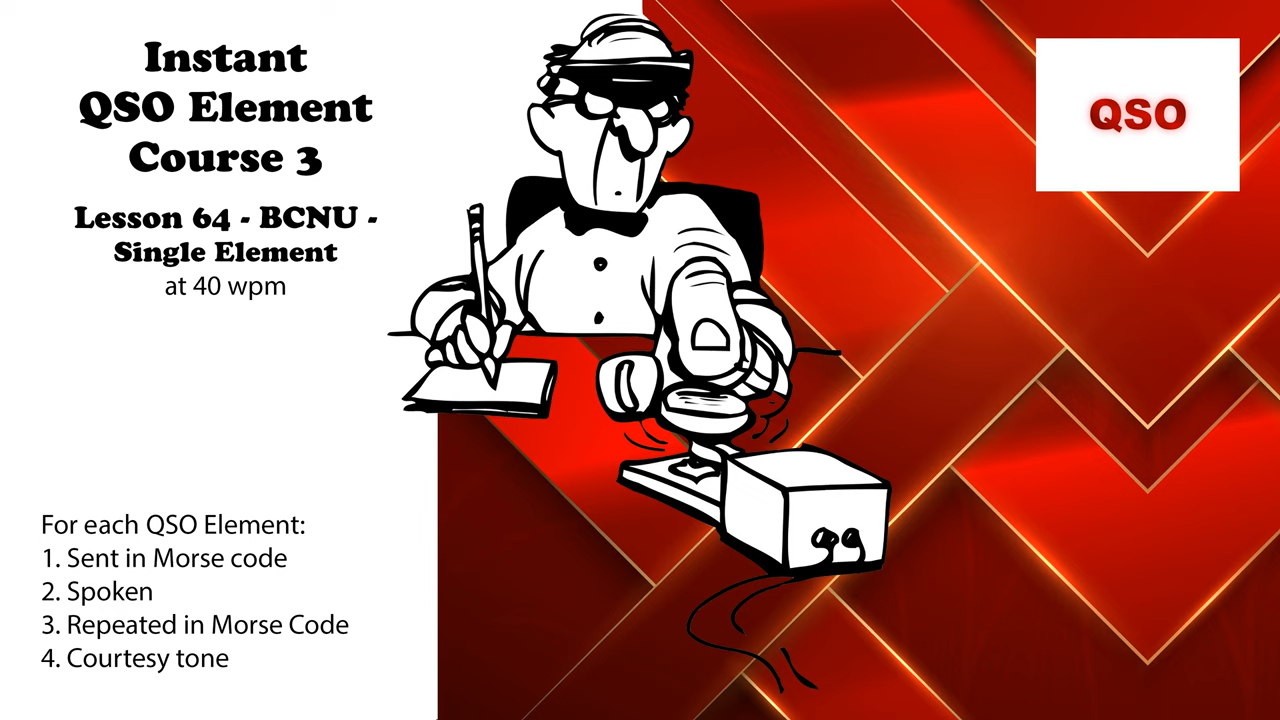 Instant
QSO Element
Course 3
Lesson 64 - BCNU -
Single Element
at 40 wpm
QSO
For each QSO Element:
1. Sent in Morse code
2. Spoken
3. Repeated in Morse Code
4. Courtesy tone